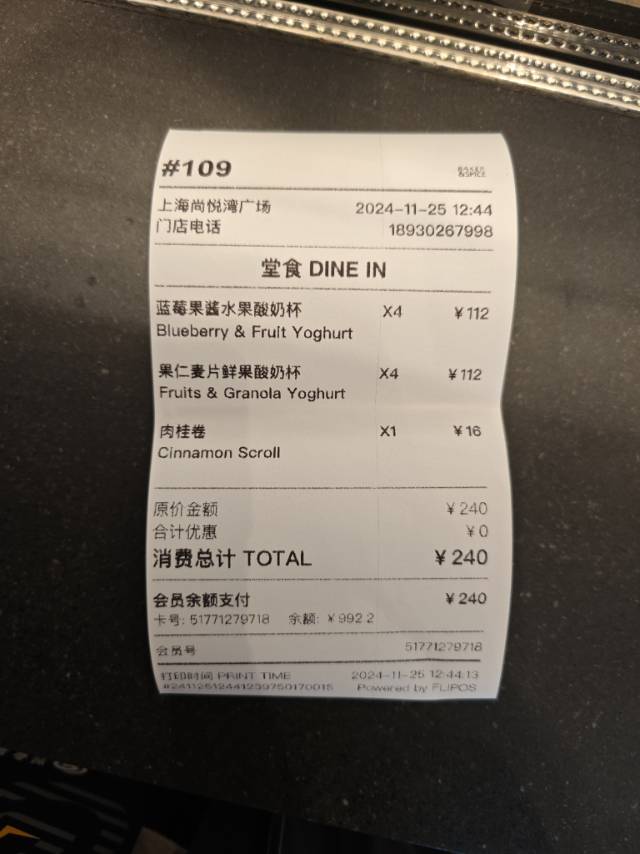 #109
BAKER
&SPICE
上海尚悦湾广场 2024-11-25 12:44
门店电话 18930267998
堂食 DINE IN
蓝莓果酱水果酸奶杯 X4 ¥112
Blueberry & Fruit Yoghurt
果仁麦片鲜果酸奶杯 X4 ¥112
Fruits & Granola Yoghurt
肉桂卷 X1 ¥16
Cinnamon Scroll
原价金额 ¥240
合计优惠 ¥0
消费总计 TOTAL ¥240
会员余额支付 ¥240
卡号: 51771279718 余额: ¥992.2
会员号 51771279718
打印时间 PRINT TIME 2024-11-25 12:44:13
Powered by FLIPOS